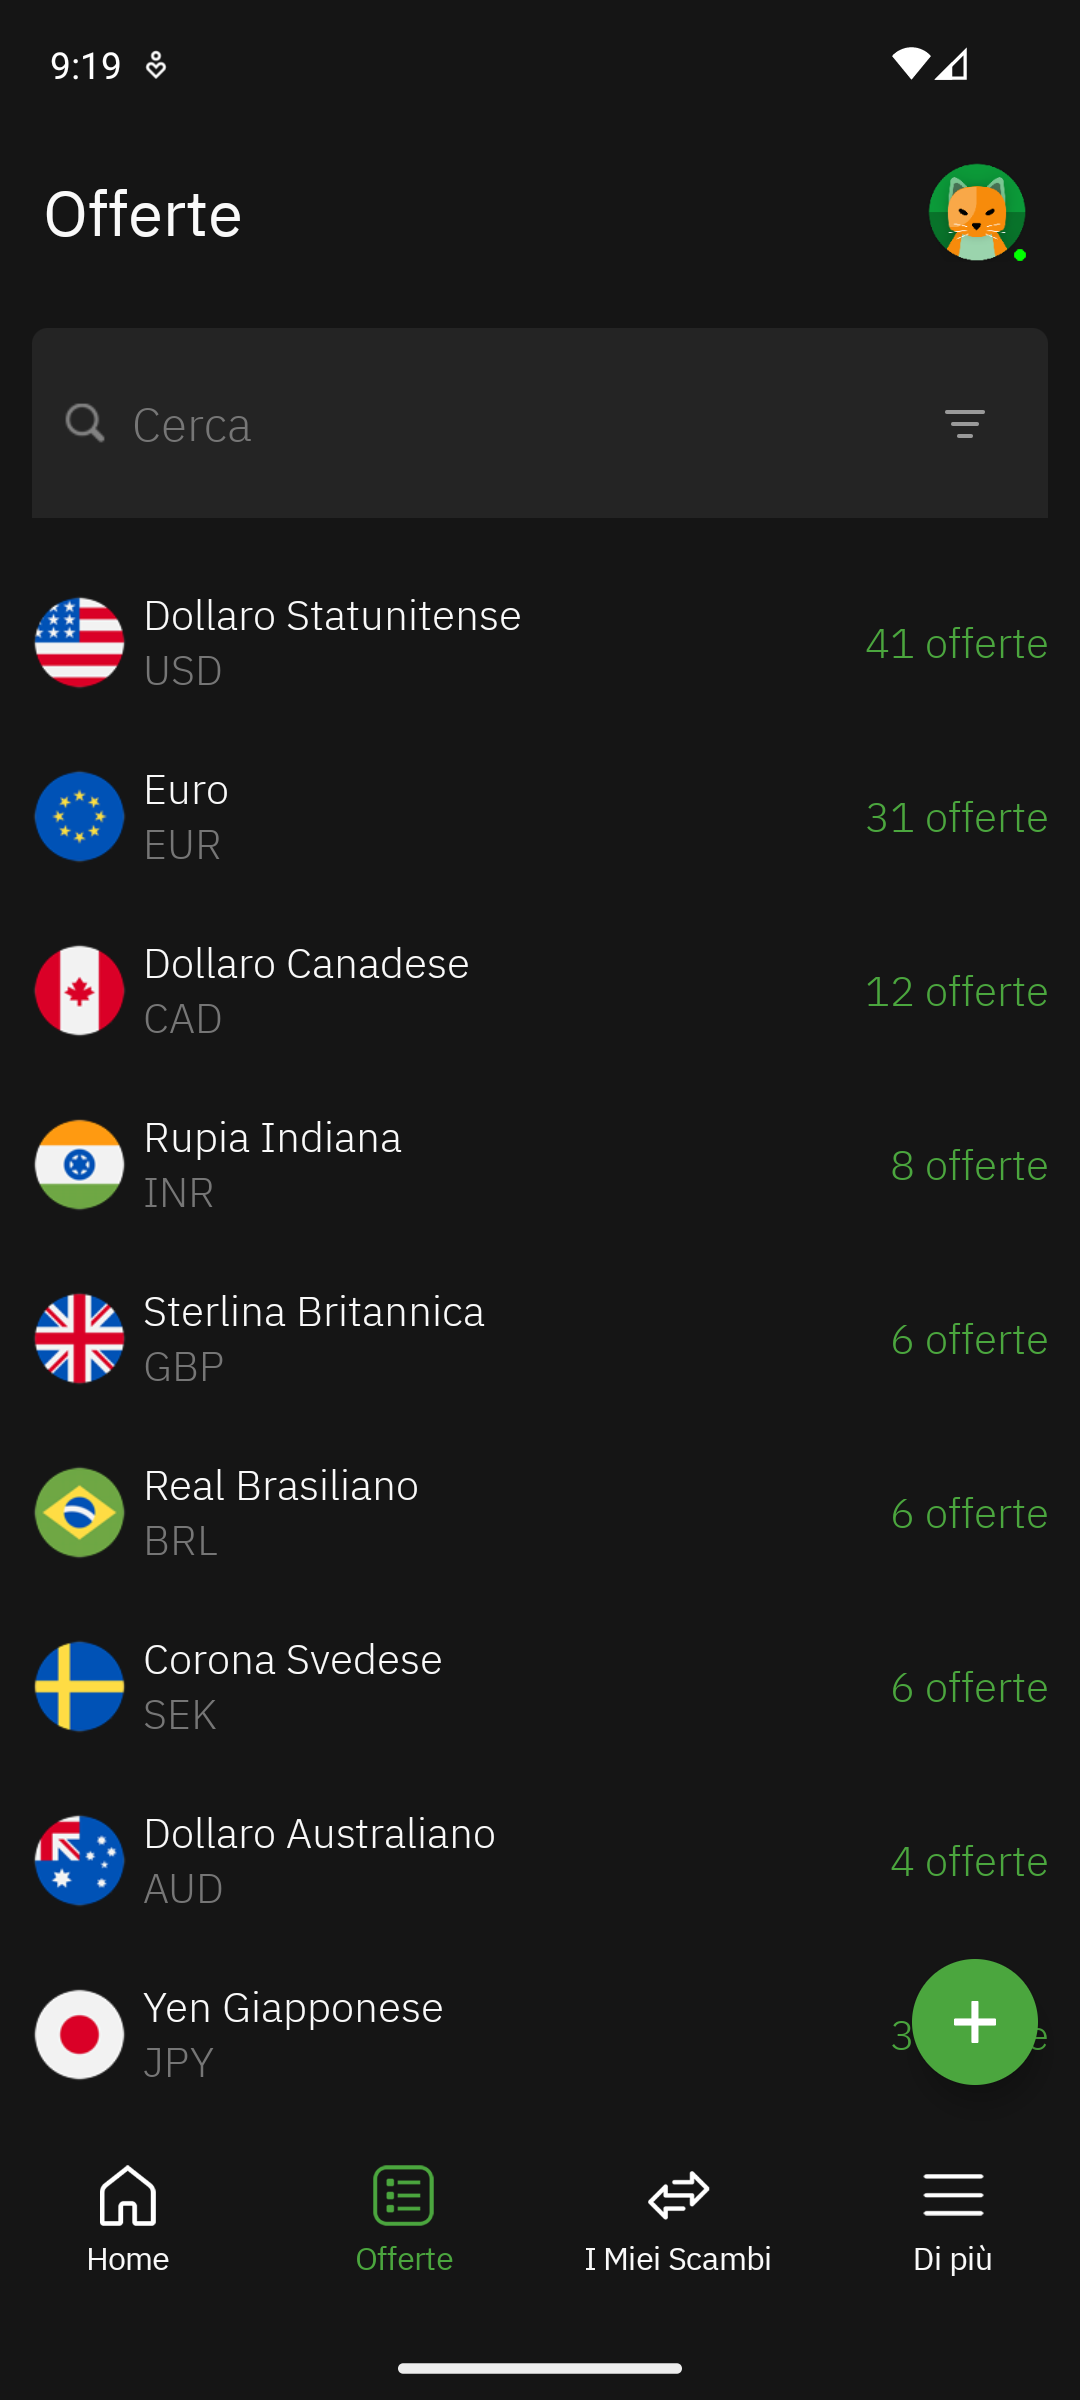 9:19
Offerte
Cerca
Dollaro Statunitense
USD
41 offerte
Euro
EUR
31 offerte
Dollaro Canadese
CAD
12 offerte
Rupia Indiana
INR
8 offerte
Sterlina Britannica
GBP
6 offerte
Real Brasiliano
BRL
6 offerte
Corona Svedese
SEK
6 offerte
Dollaro Australiano
AUD
4 offerte
Yen Giapponese
JPY
3
Home
Offerte
I Miei Scambi
Di più